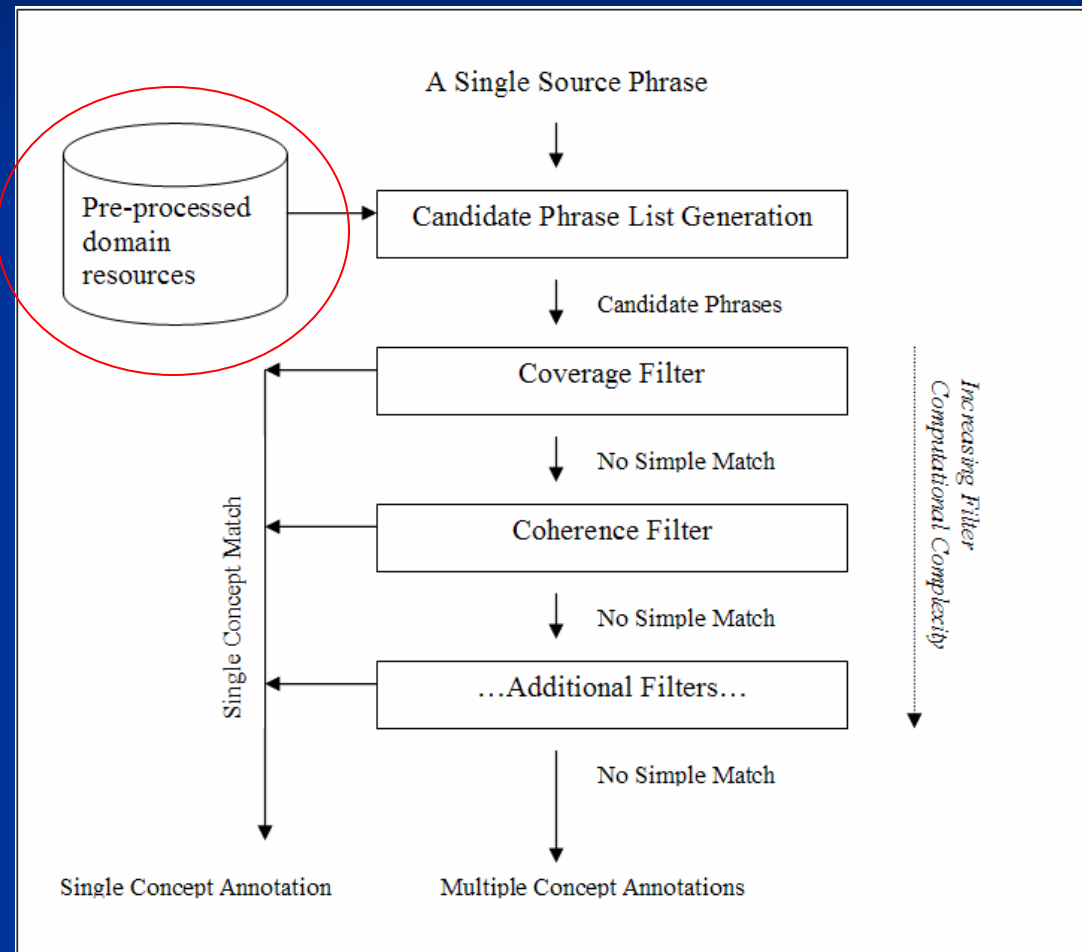 A Single Source Phrase
Pre-processed
domain
resources
Candidate Phrase List Generation
Candidate Phrases
Coverage Filter
No Simple Match
Coherence Filter
No Simple Match
…Additional Filters…
No Simple Match
Single Concept Match
Increasing Filter
Computational Complexity
Single Concept Annotation
Multiple Concept Annotations